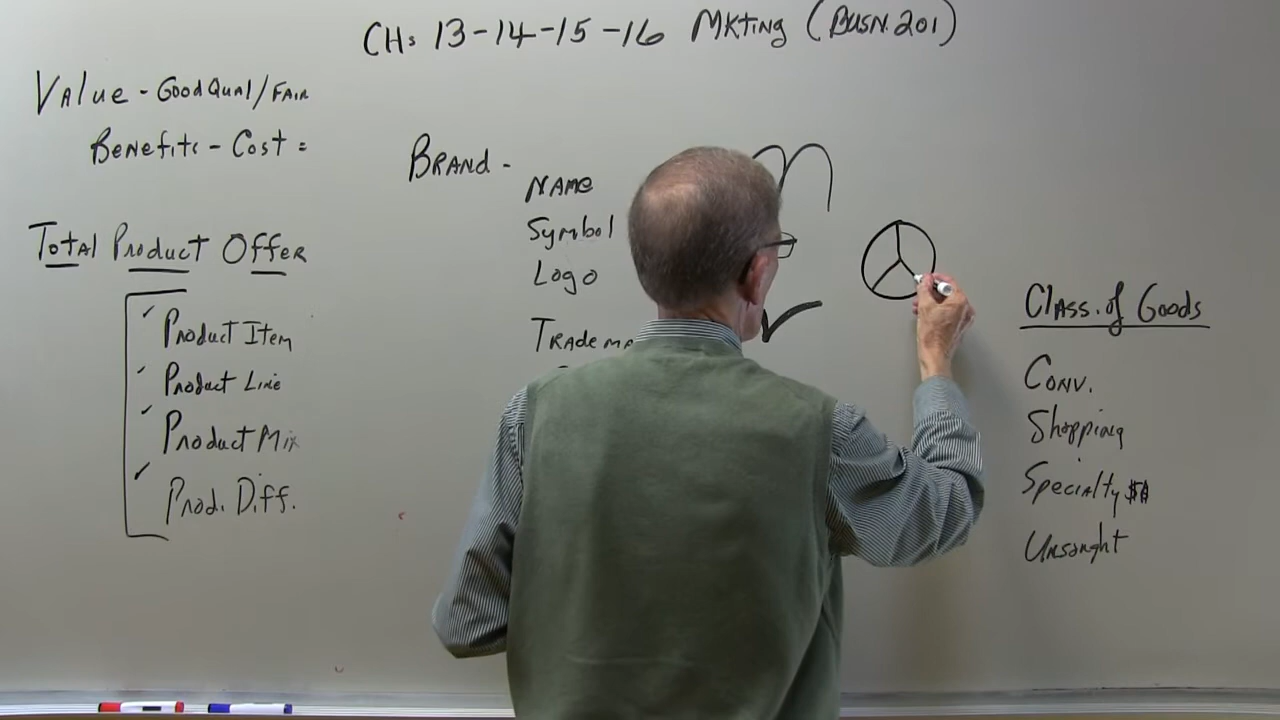 CH: 13-14-15-16 MKTing (BUSN.201)
Value - Good Qual/FAIR
Benefits - Cost =
BRAND -
NAME
Symbol
Logo
Total Product Offer
Product Item
Product Line
Product Mix
Prod. Diff.
Class. of Goods
Conv.
Shopping
Specialty
Unsought